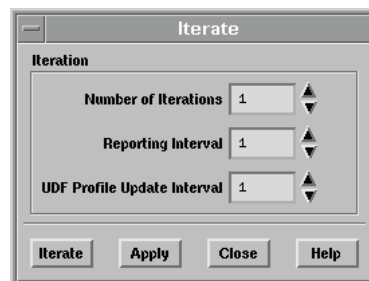 Iterate
Iteration
Number of Iterations 1
Reporting Interval 1
UDF Profile Update Interval 1
Iterate Apply Close Help